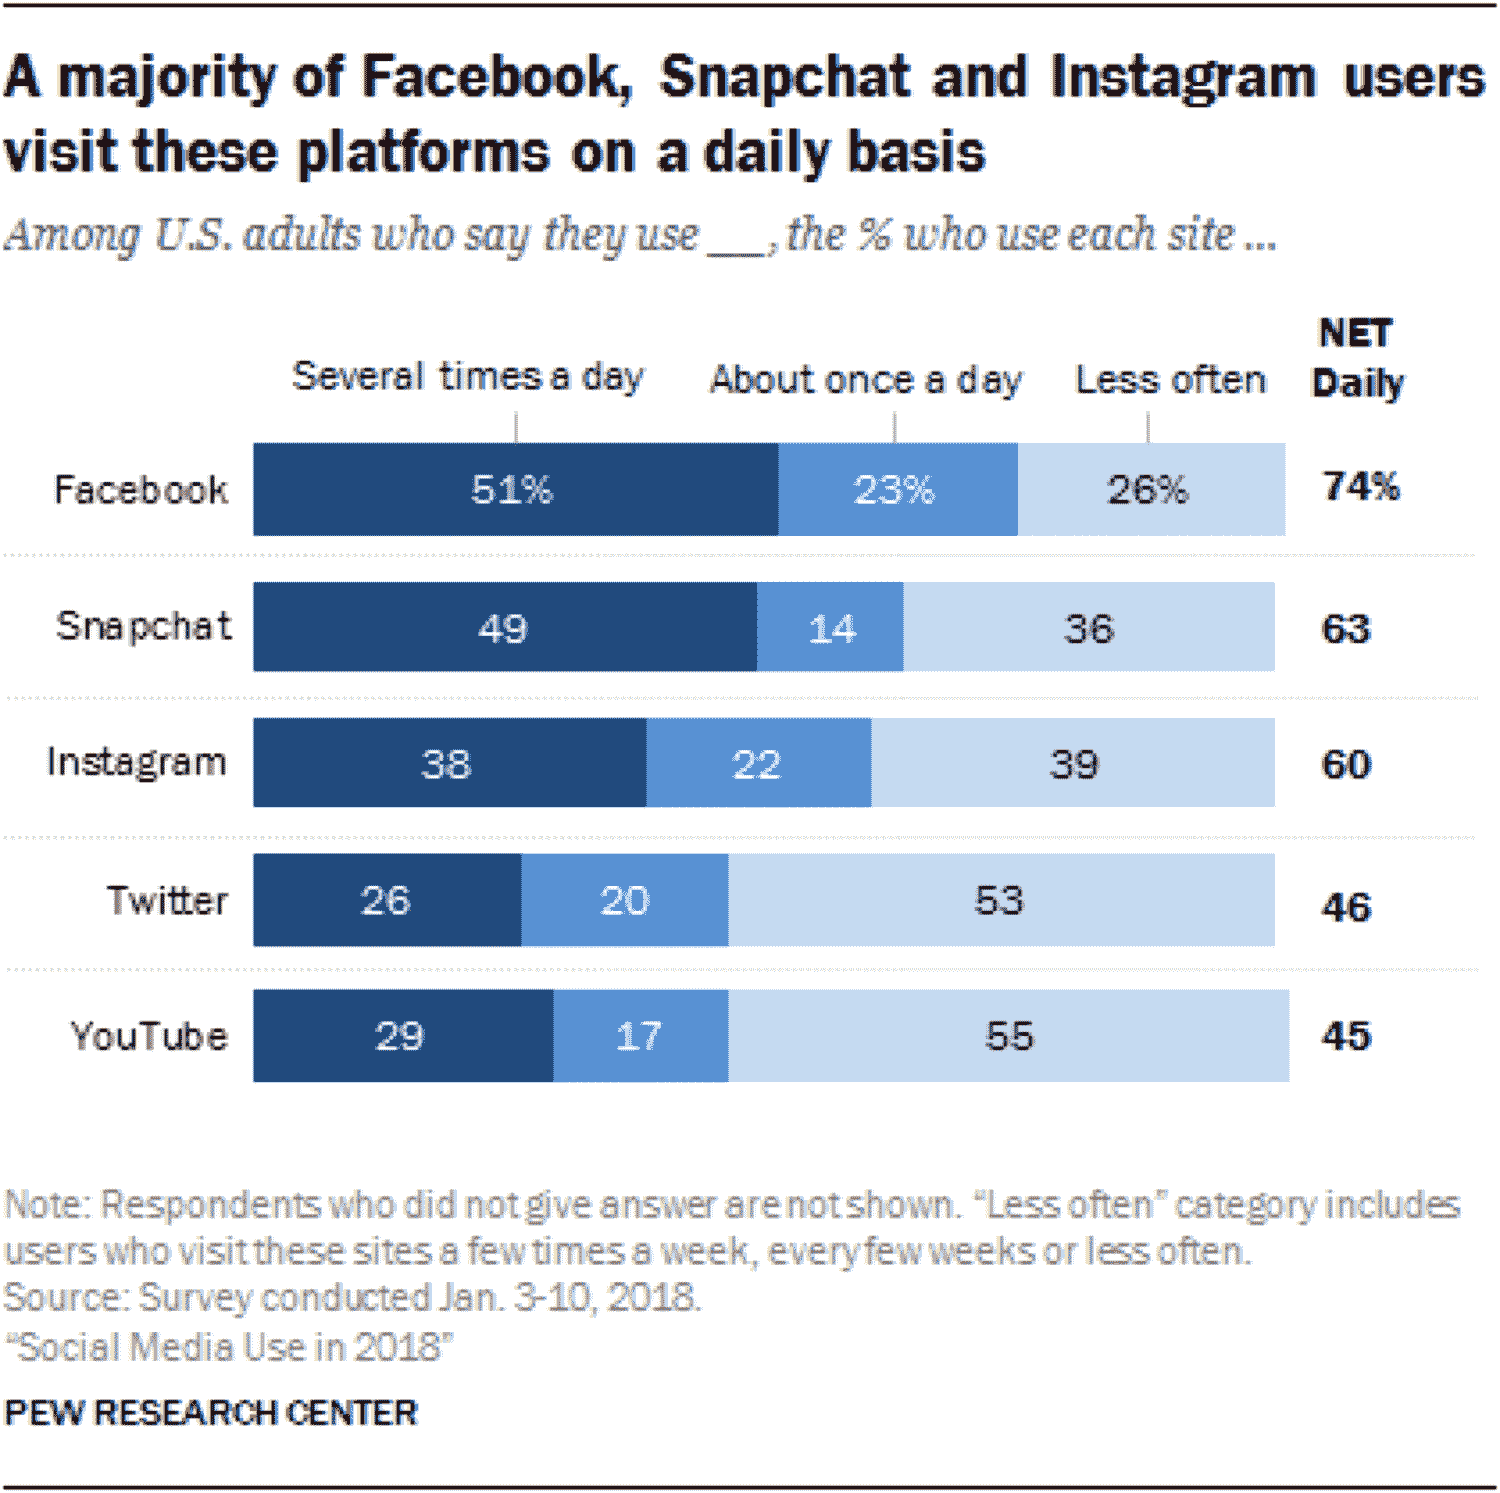 A majority of Facebook, Snapchat and Instagram users
visit these platforms on a daily basis
Among U.S. adults who say they use __, the % who use each site ...
NET
Several times a day About once a day Less often Daily
Facebook 51% 23% 26% 74%
Snapchat 49 14 36 63
Instagram 38 22 39 60
Twitter 26 20 53 46
YouTube 29 17 55 45
Note: Respondents who did not give answer are not shown. “Less often” category includes
users who visit these sites a few times a week, every few weeks or less often.
Source: Survey conducted Jan. 3-10, 2018.
“Social Media Use in 2018”
PEW RESEARCH CENTER